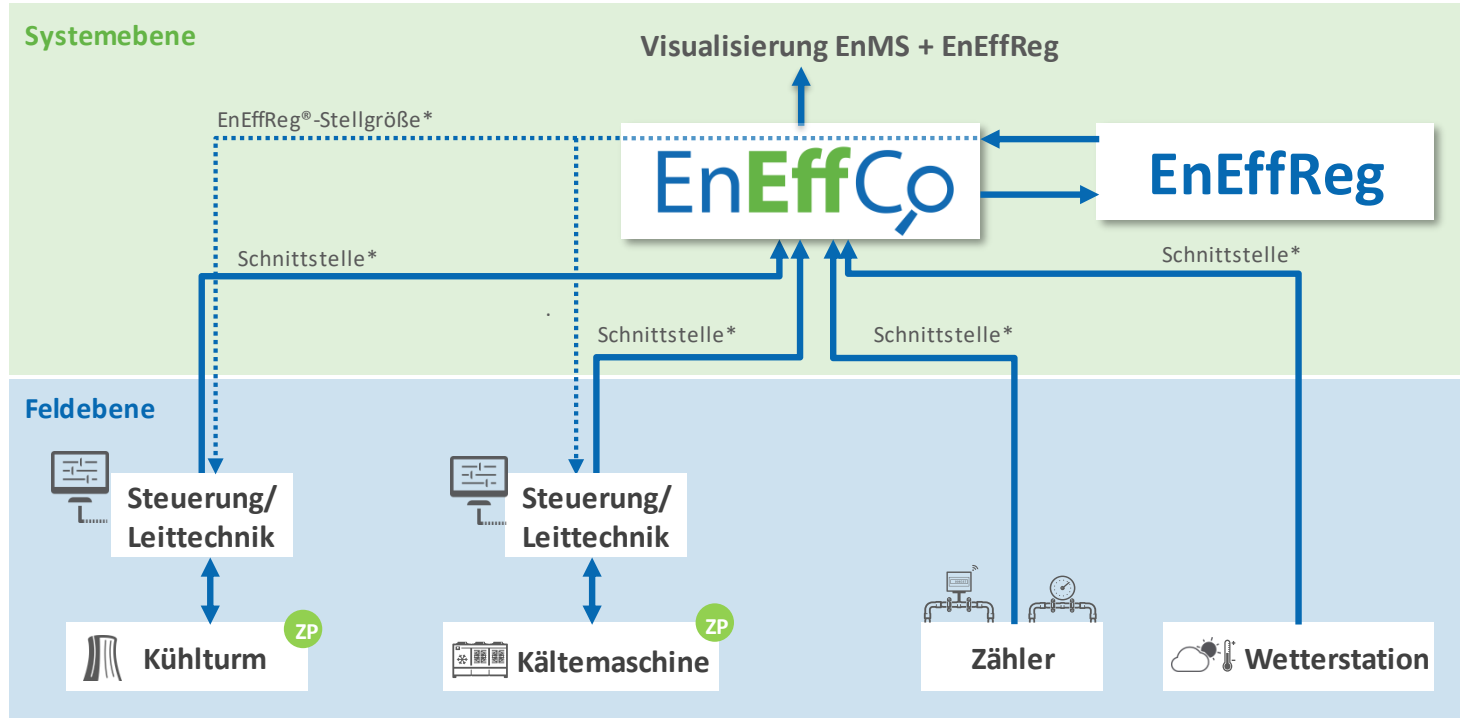 Systemebene
Visualisierung EnMS + EnEffReg
EnEffReg®-Stellgröße*
EnEffCo
EnEffReg
Schnittstelle*
Schnittstelle*
Schnittstelle*
Schnittstelle*
.
Feldebene
Steuerung/
Leittechnik
Steuerung/
Leittechnik
ZP
Kühlturm
ZP
Kältemaschine
Zähler
Wetterstation